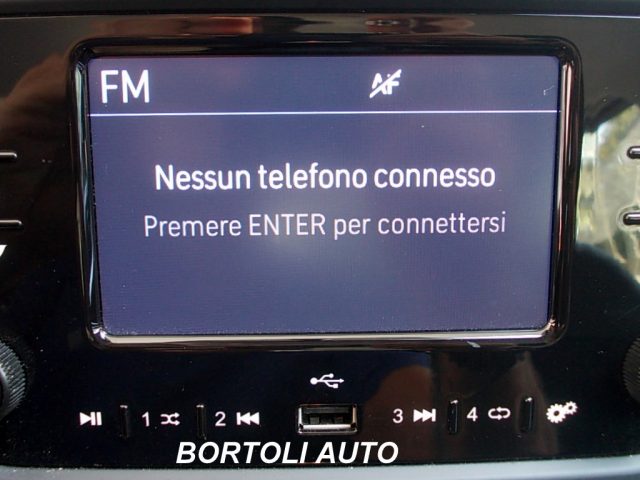 FM AF
Nessun telefono connesso
Premere ENTER per connettersi
1 2 3 4
BORTOLI AUTO